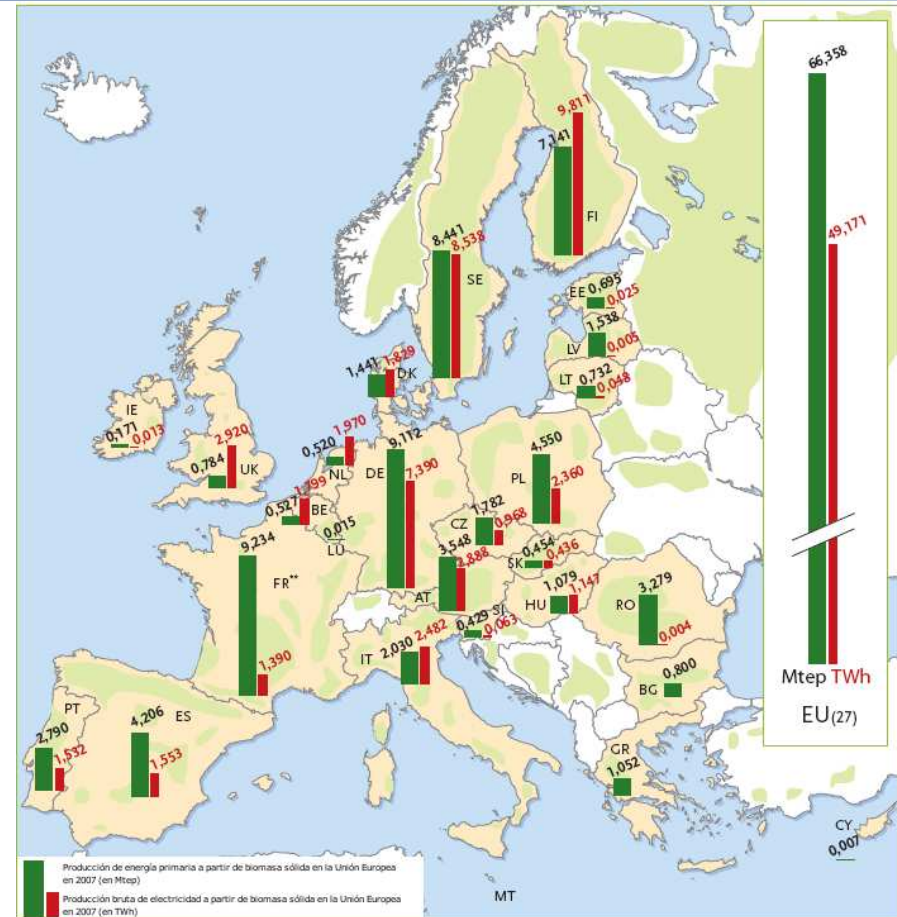 66,358
49,171
Mtep TWh
EU(27)
9,811
7,141
FI
8,441
8,538
SE
EE
0,695
0,025
1,538
LV
0,005
LT
0,732
0,048
1,441
1,829
DK
IE
0,171
0,013
2,920
0,784
UK
1,970
0,520
NL
9,112
DE
7,390
4,550
PL
2,360
1,799
0,527
BE
0,015
LU
1,782
CZ
0,968
3,548
2,888
AT
SK
0,454
0,436
9,234
FR**
1,390
1,079
HU
1,147
3,279
RO
0,004
SI
0,429
0,063
IT
2,030
2,482
0,800
BG
PT
2,790
1,532
4,206
ES
1,553
GR
1,052
CY
0,007
MT
Producción de energía primaria a partir de biomasa sólida en la Unión Europea
en 2007 (en Mtep)
Producción bruta de electricidad a partir de biomasa sólida en la Unión Europea
en 2007 (en TWh)